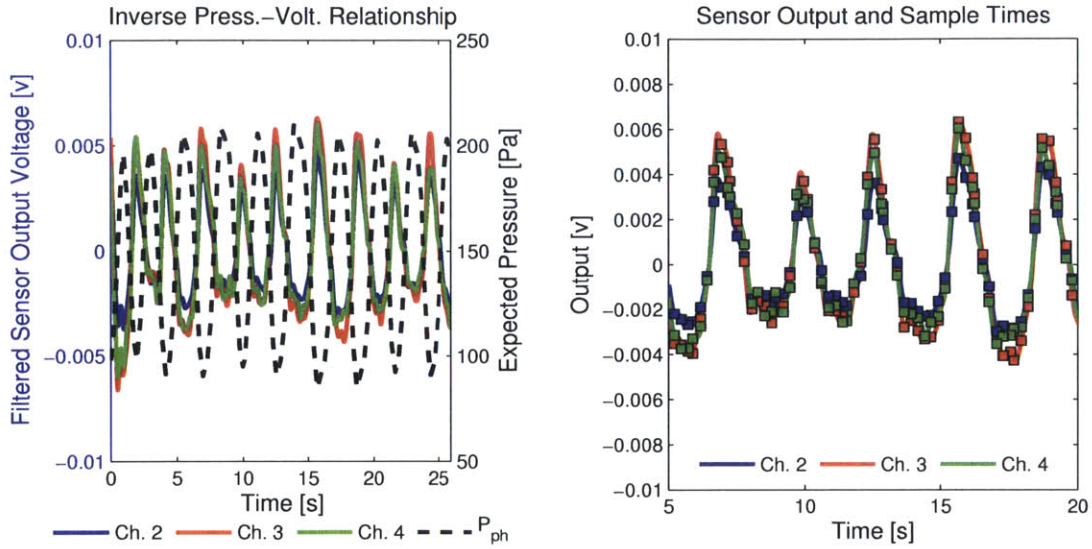 Inverse Press.−Volt. Relationship
Filtered Sensor Output Voltage [v]
0.01
0.005
0
−0.005
−0.01
250
200
150
100
50
Expected Pressure [Pa]
0 5 10 15 20 25
Time [s]
Ch. 2 Ch. 3 Ch. 4 P_ph
Sensor Output and Sample Times
Output [v]
0.01
0.008
0.006
0.004
0.002
0
−0.002
−0.004
−0.006
−0.008
−0.01
Ch. 2 Ch. 3 Ch. 4
5 10 15 20
Time [s]